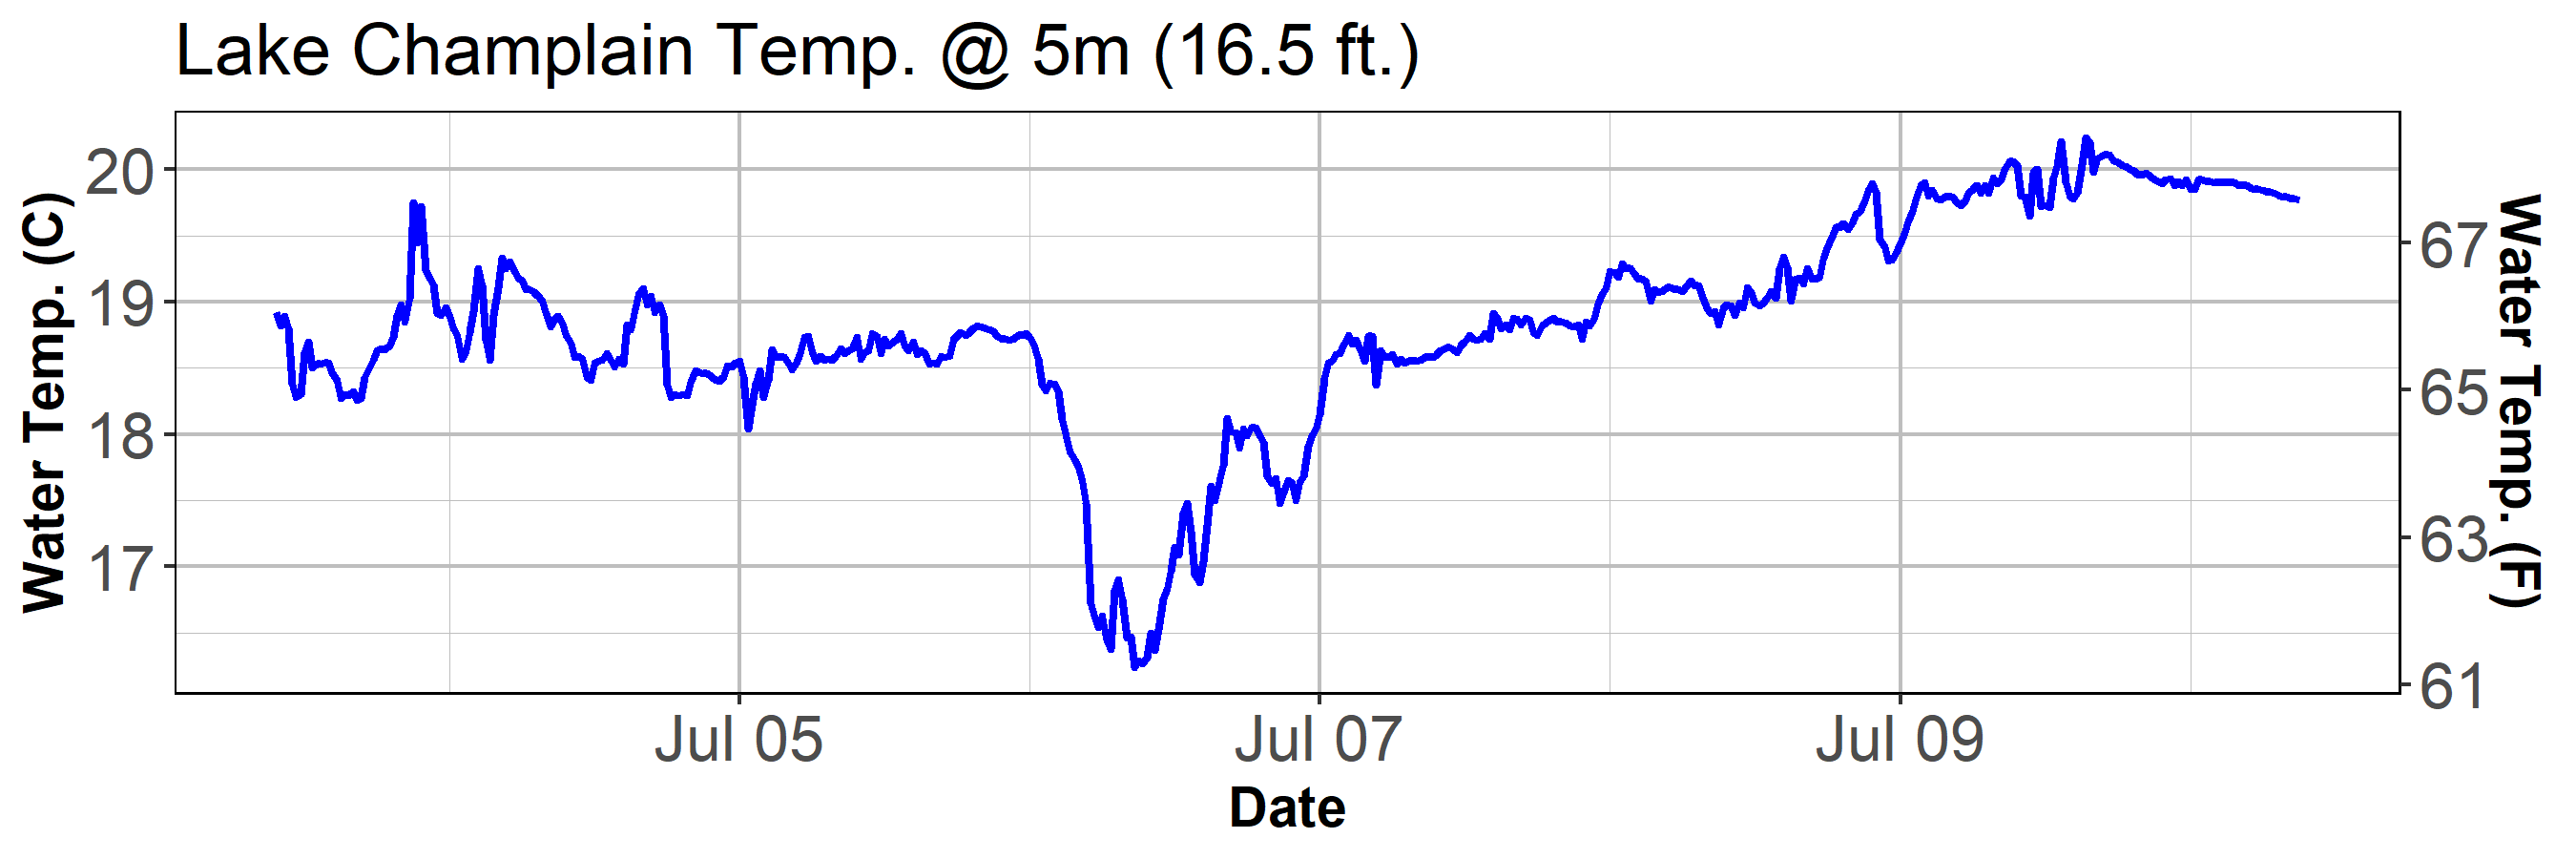 Lake Champlain Temp. @ 5m (16.5 ft.)
Water Temp. (C)
20
19
18
17
67
65
63
61
Water Temp. (F)
Jul 05 Jul 07 Jul 09
Date